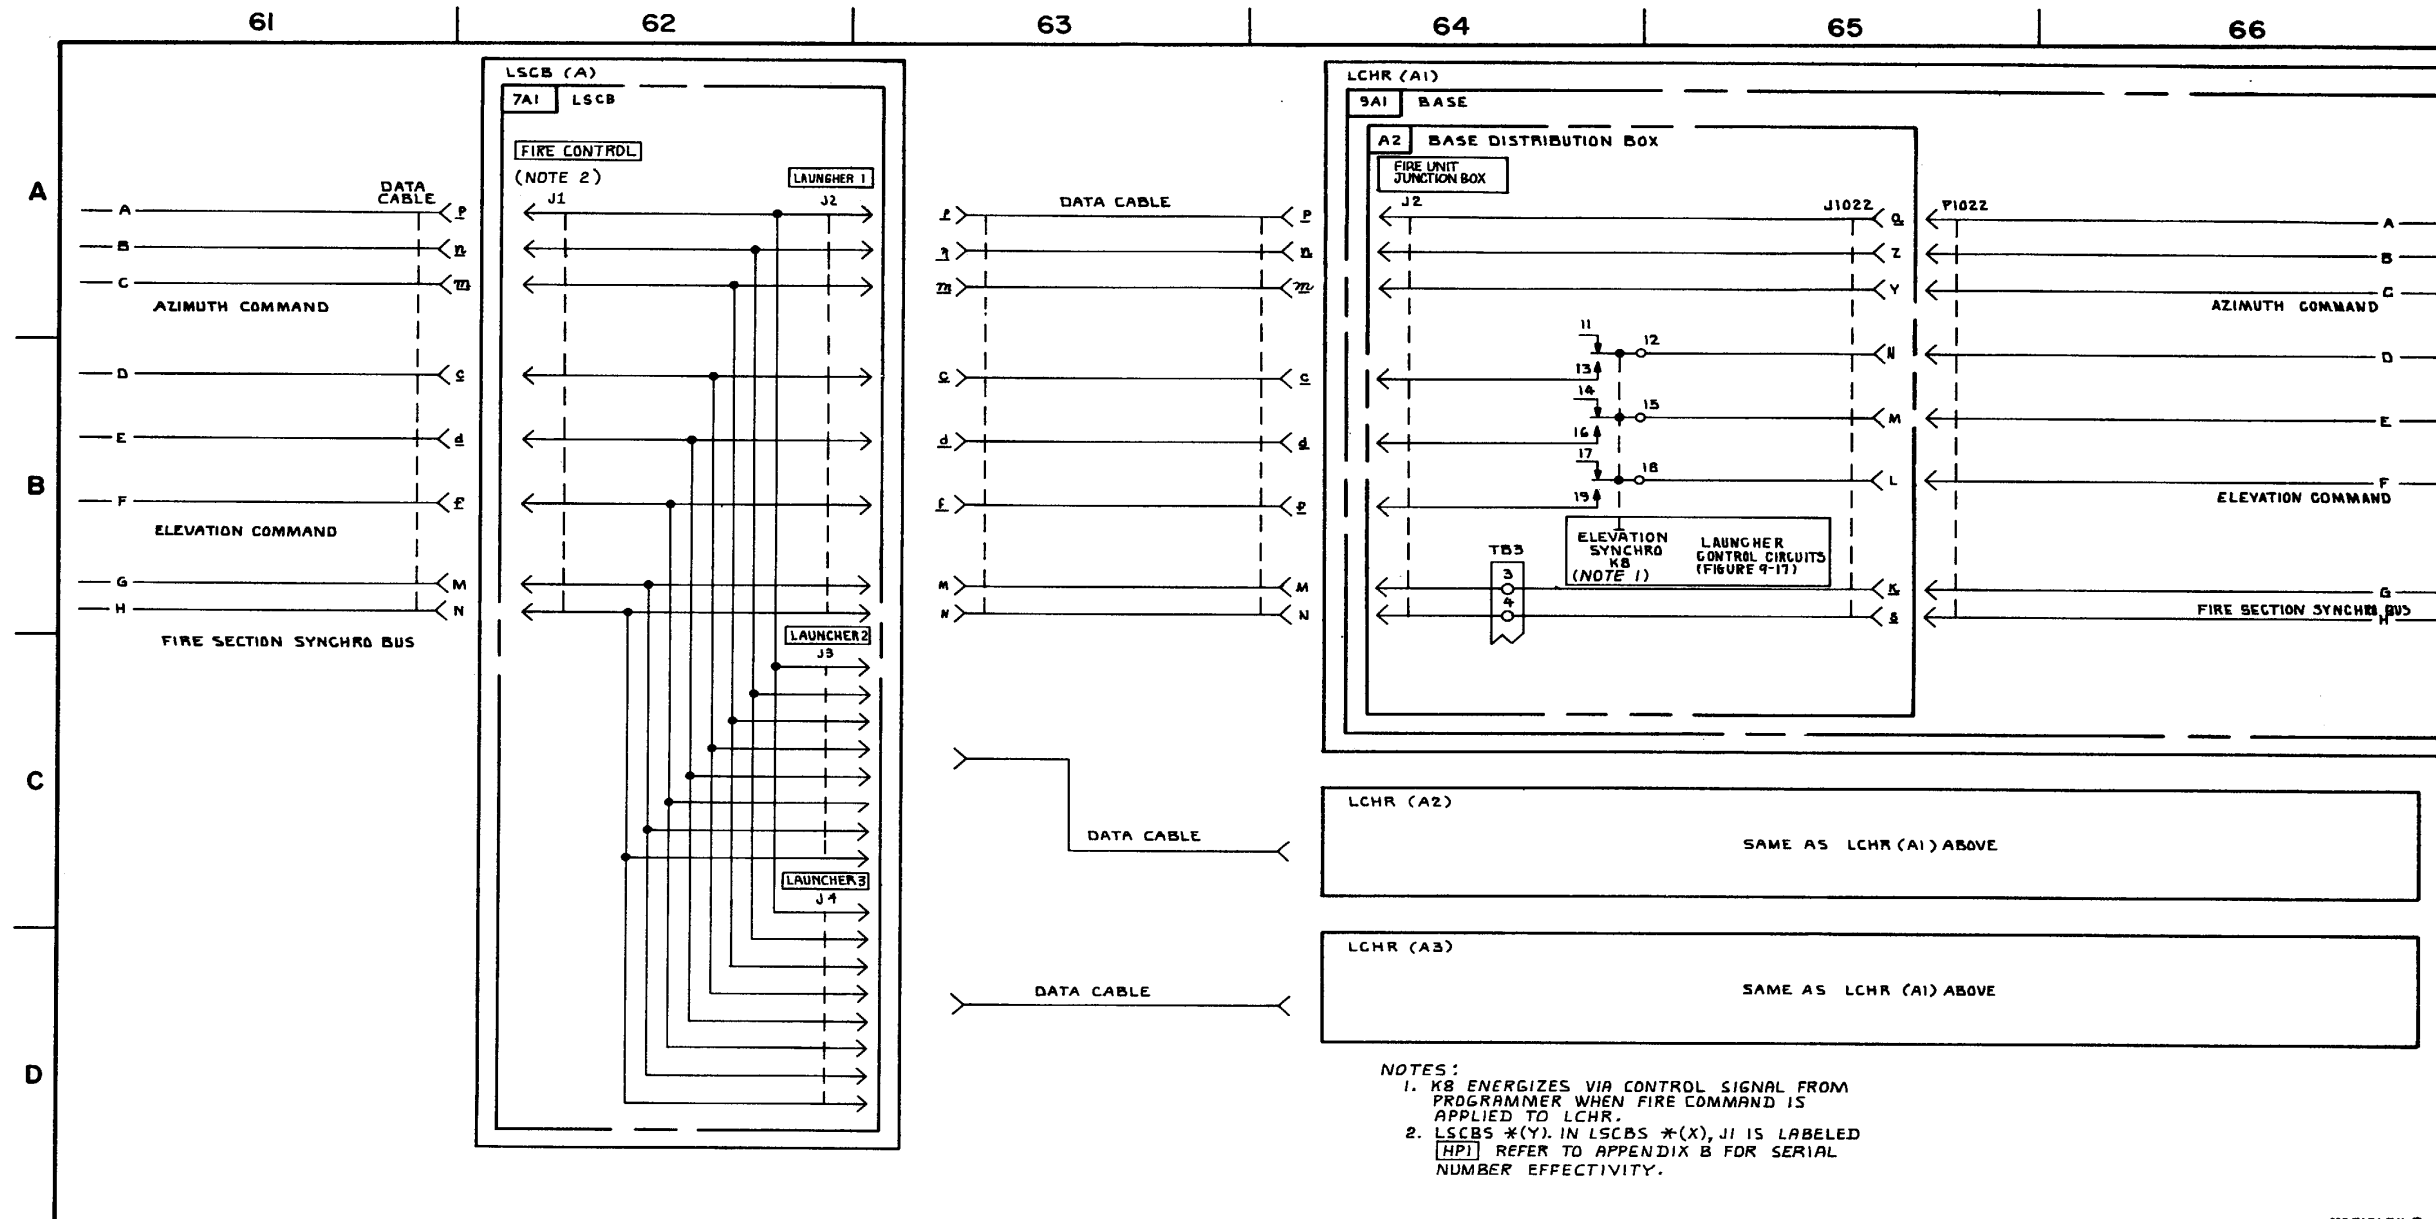 61 62 63 64 65 66
A
B
C
D
DATA
CABLE
A P
B n
C m
AZIMUTH COMMAND
D c
E d
F f
ELEVATION COMMAND
G M
H N
FIRE SECTION SYNCHRO BUS
LSCB (A)
7A1 LSCB
FIRE CONTROL
(NOTE 2)
J1
LAUNCHER 1
J2
LAUNCHER 2
J3
LAUNCHER 3
J4
DATA CABLE
P P
n n
m m
c c
d d
f f
M M
N N
DATA CABLE
DATA CABLE
LCHR (A1)
9A1 BASE
A2 BASE DISTRIBUTION BOX
FIRE UNIT
JUNCTION BOX
J2 J1022 P1022
Z
Y
11
12 N
13
14
15 M
16
17
18 L
19
ELEVATION
SYNCHRO
K8
(NOTE 1)
LAUNCHER
CONTROL CIRCUITS
(FIGURE 9-17)
TB3
3 K
4
A
B
C
AZIMUTH COMMAND
D
E
F
ELEVATION COMMAND
G
FIRE SECTION SYNCHRO BUS
H
LCHR (A2)
SAME AS LCHR (A1) ABOVE
LCHR (A3)
SAME AS LCHR (A1) ABOVE
NOTES:
1. K8 ENERGIZES VIA CONTROL SIGNAL FROM
PROGRAMMER WHEN FIRE COMMAND IS
APPLIED TO LCHR.
2. LSCBS *(Y). IN LSCBS *(X), J1 IS LABELED
HP1 REFER TO APPENDIX B FOR SERIAL
NUMBER EFFECTIVITY.